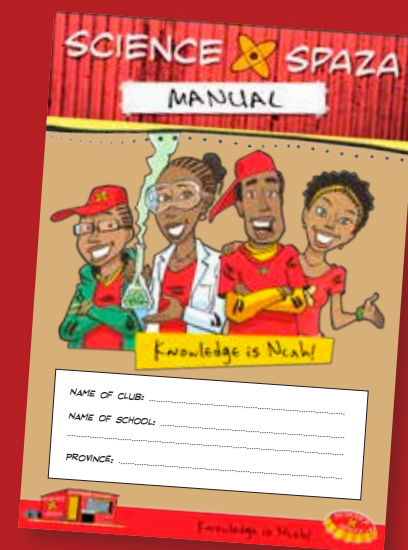 SCIENCE SPAZA
MANUAL
Knowledge is Ncah!
NAME OF CLUB:
NAME OF SCHOOL:
PROVINCE:
Knowledge is Ncah!